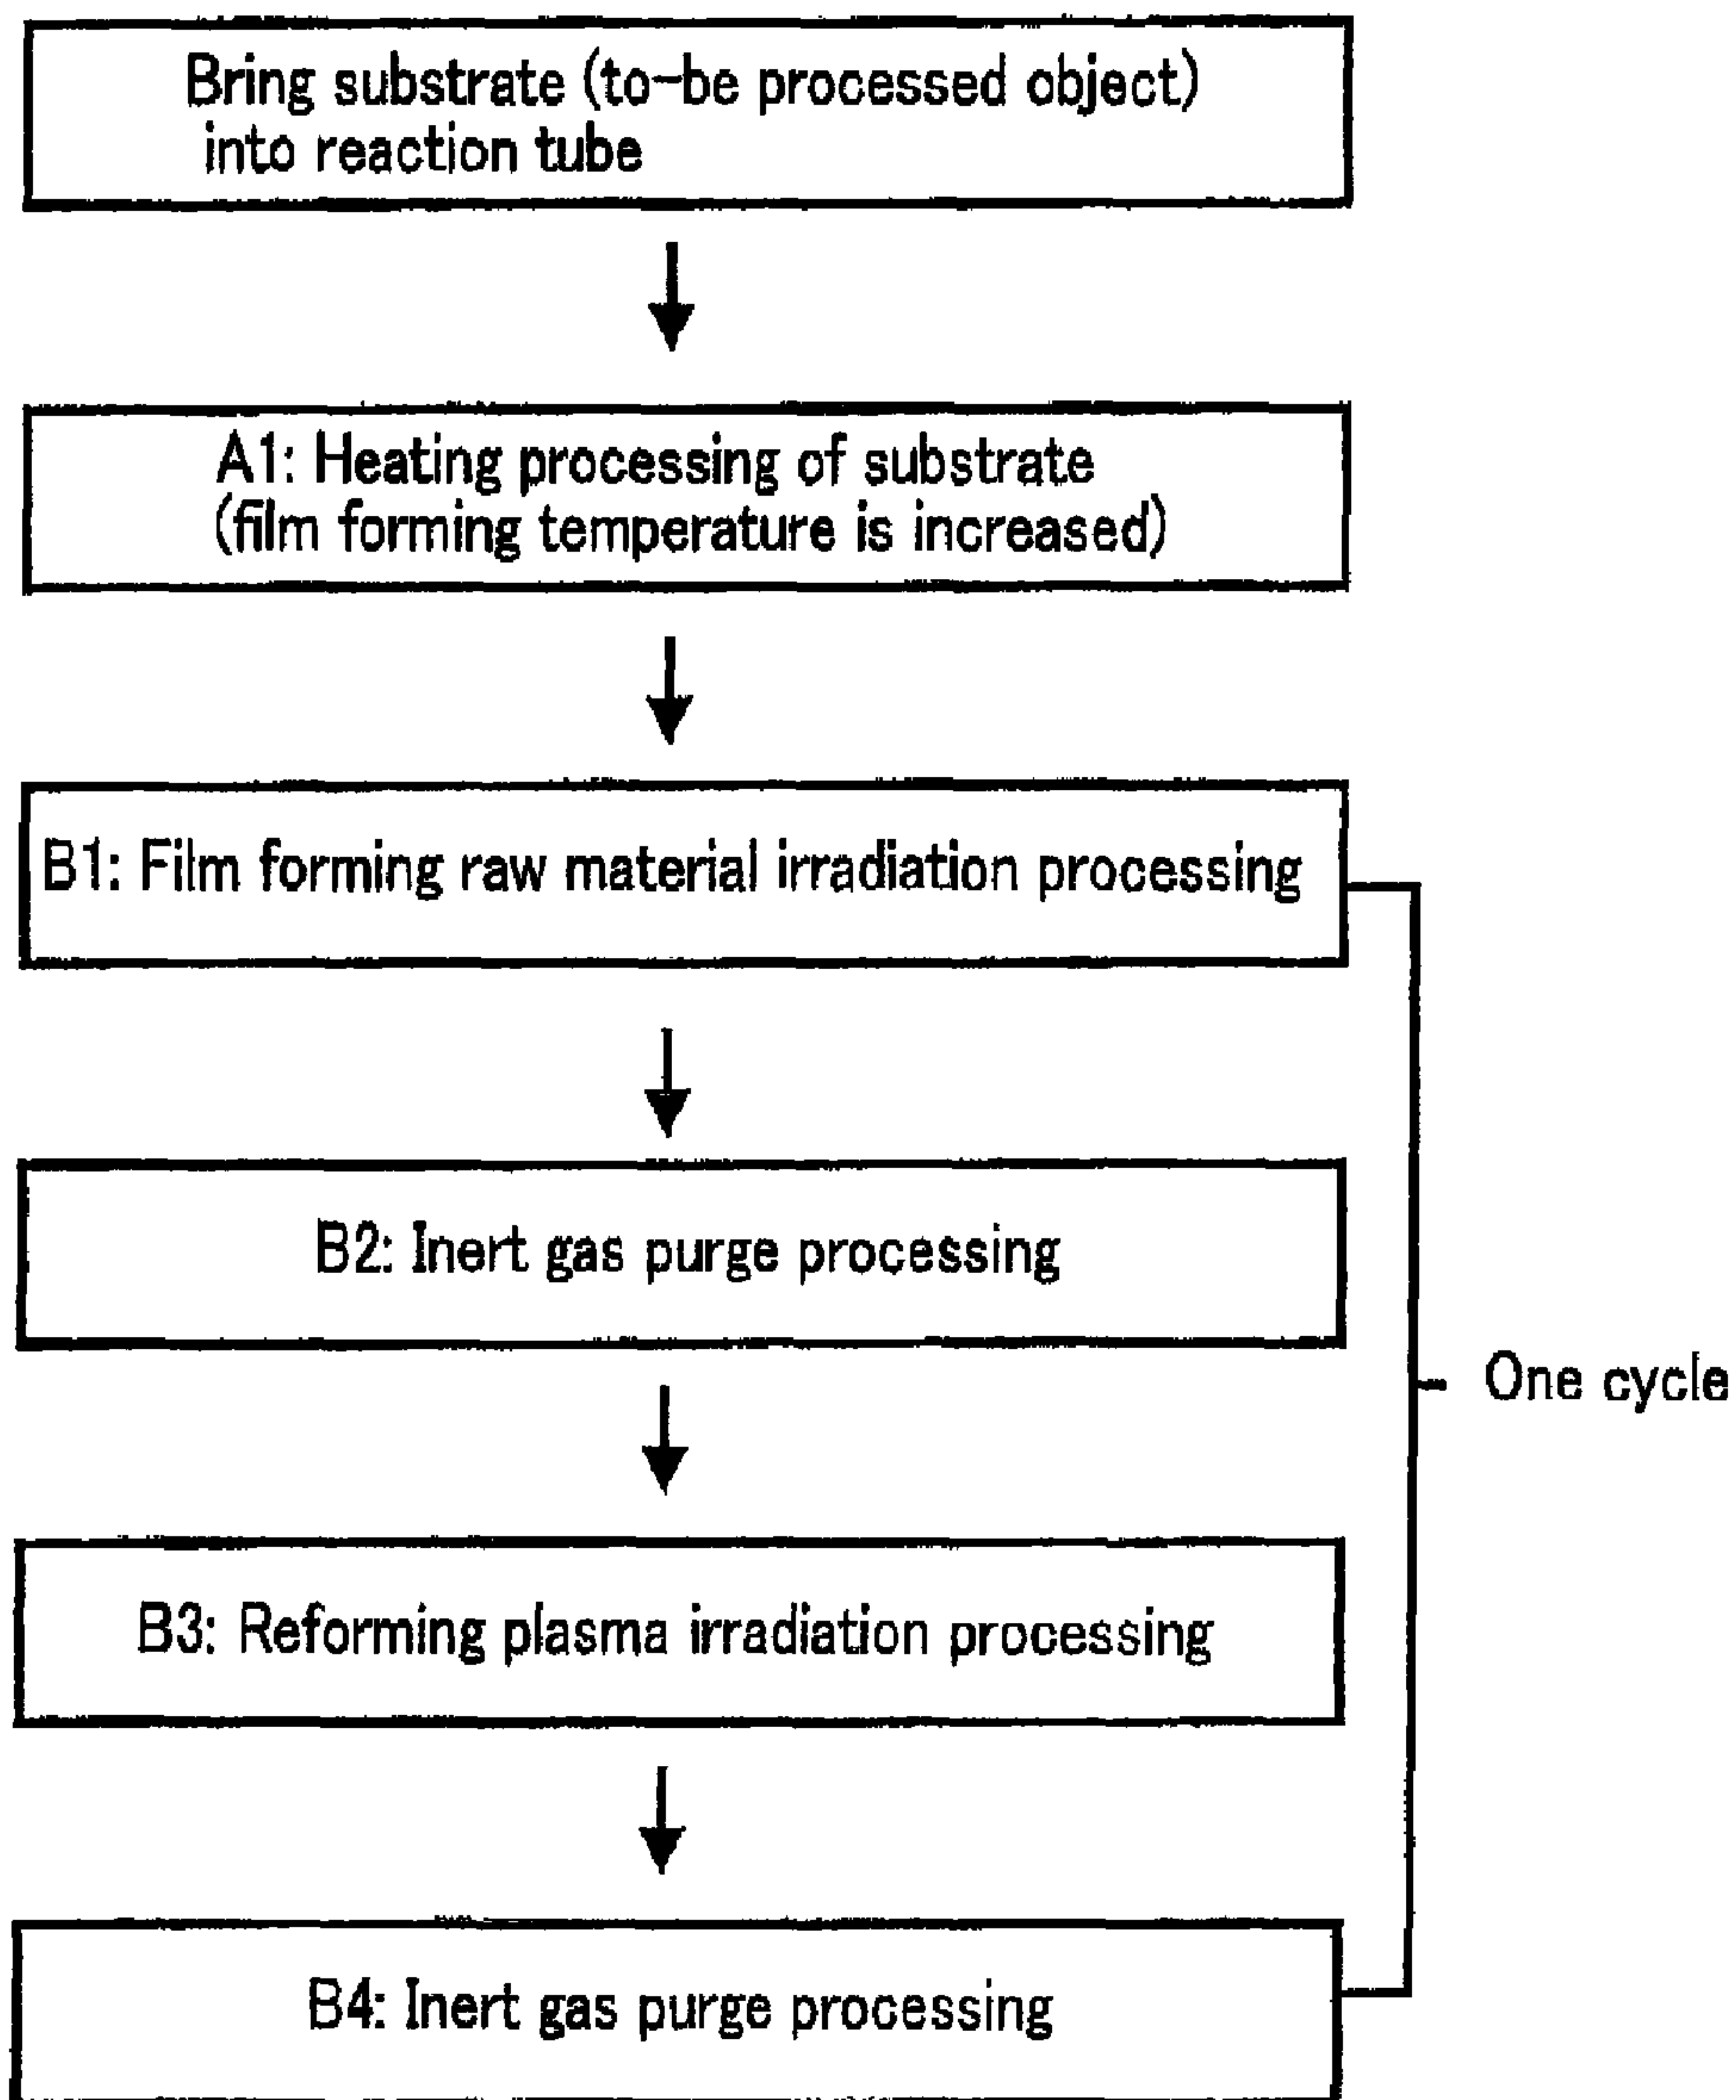 Bring substrate (to-be processed object)
into reaction tube
A1: Heating processing of substrate
(film forming temperature is increased)
B1: Film forming raw material irradiation processing
B2: Inert gas purge processing
One cycle
B3: Reforming plasma irradiation processing
B4: Inert gas purge processing